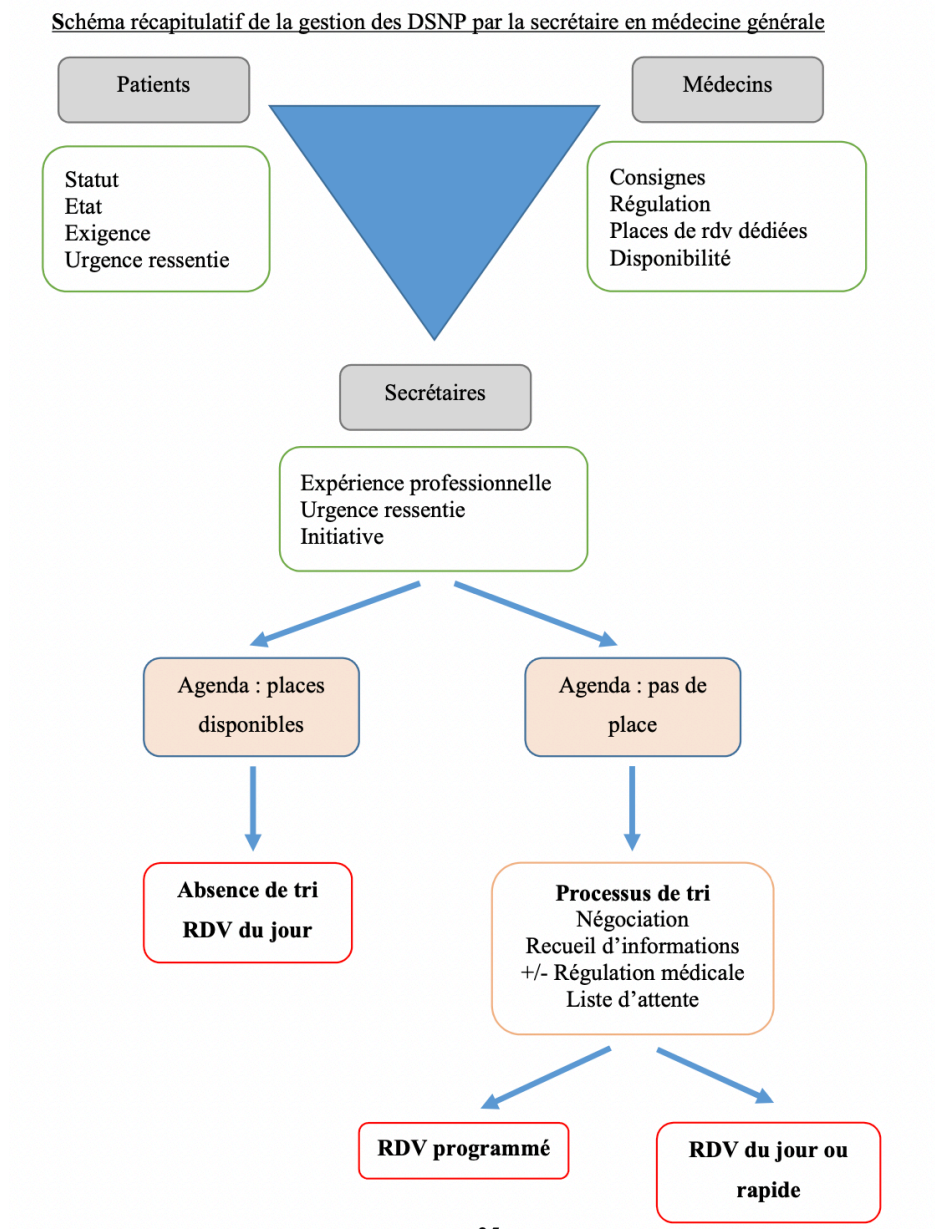 Schéma récapitulatif de la gestion des DSNP par la secrétaire en médecine générale
Patients
Médecins
Statut
Etat
Exigence
Urgence ressentie
Consignes
Régulation
Places de rdv dédiées
Disponibilité
Secrétaires
Expérience professionnelle
Urgence ressentie
Initiative
Agenda : places
disponibles
Agenda : pas de
place
Absence de tri
RDV du jour
Processus de tri
Négociation
Recueil d’informations
+/- Régulation médicale
Liste d’attente
RDV programmé
RDV du jour ou
rapide